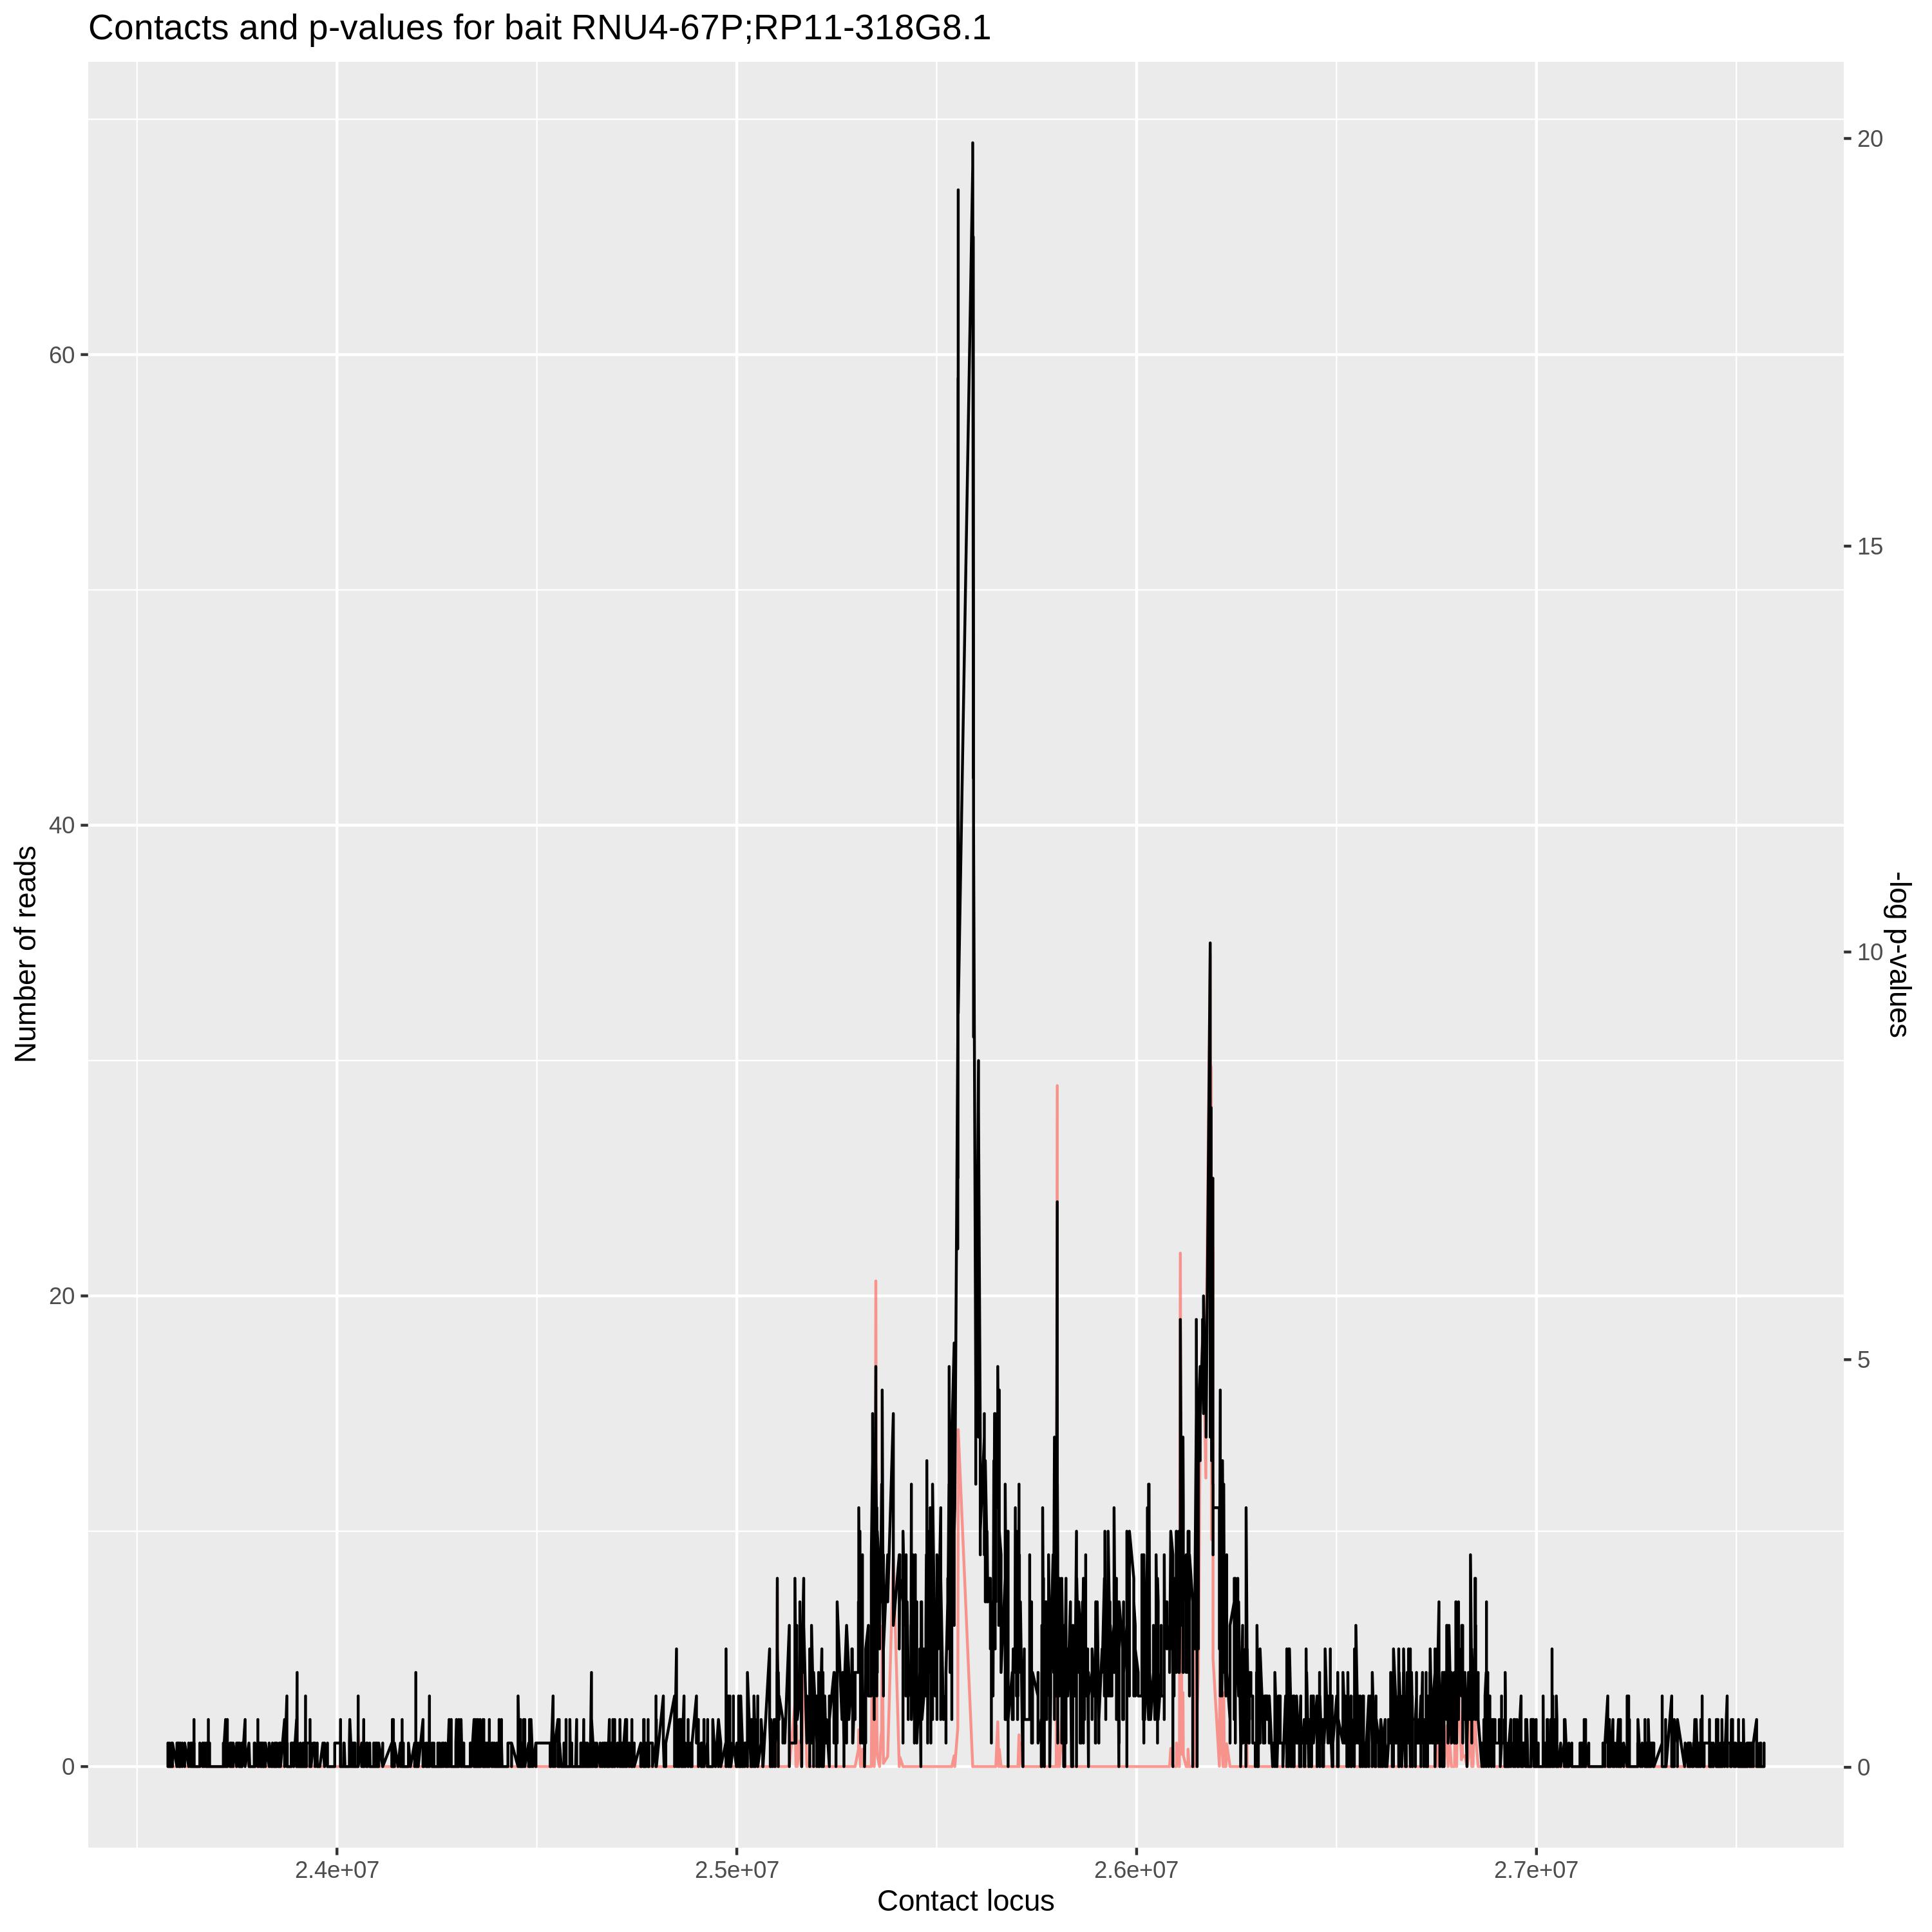 Contacts and p-values for bait RNU4-67P;RP11-318G8.1
Number of reads
60
40
20
0
20
15
10
5
0
-log p-values
2.4e+07 2.5e+07 2.6e+07 2.7e+07
Contact locus